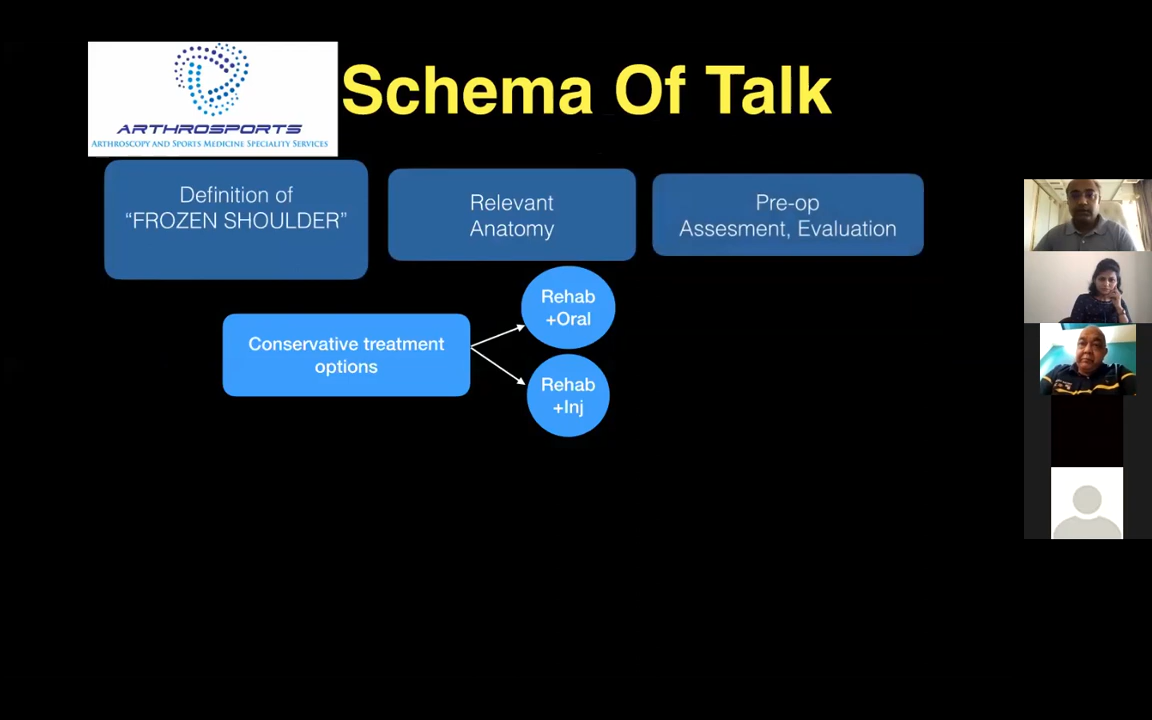 Schema Of Talk
ARTHROSPORTS
ARTHROSCOPY AND SPORTS MEDICINE SPECIALITY SERVICES
Definition of
“FROZEN SHOULDER”
Relevant
Anatomy
Pre-op
Assesment, Evaluation
Conservative treatment
options
Rehab
+Oral
Rehab
+Inj